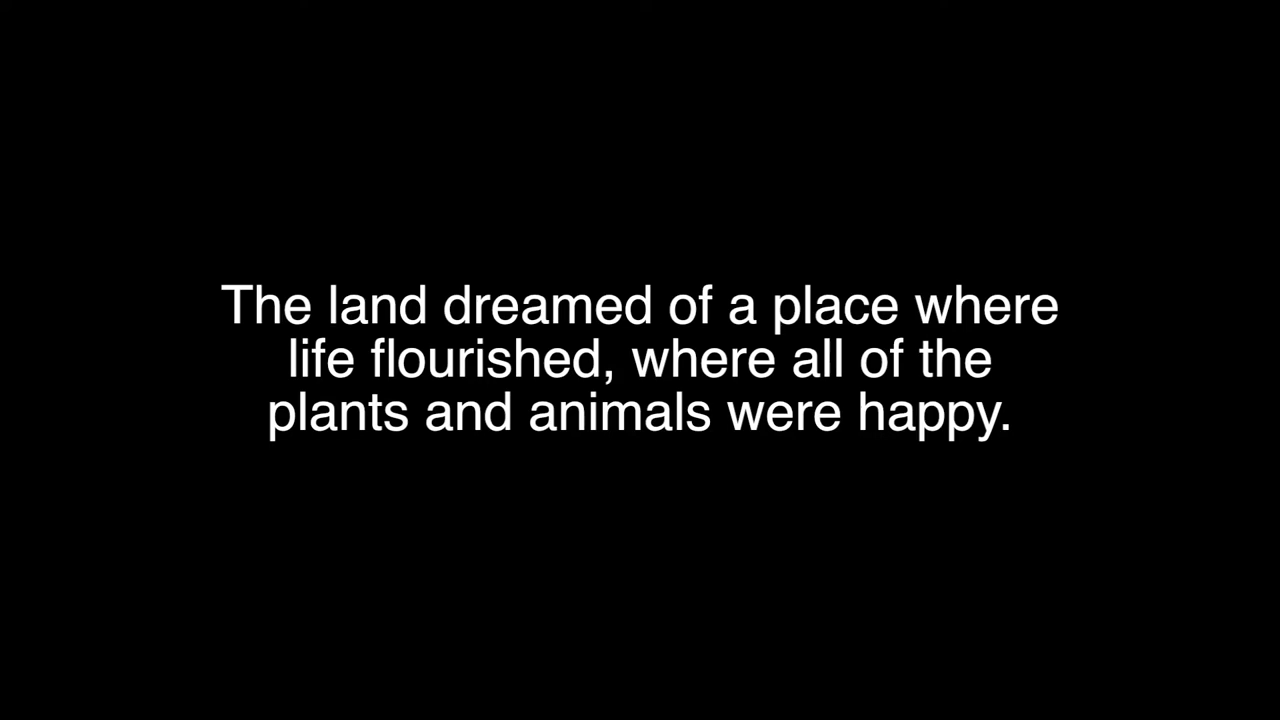 The land dreamed of a place where
life flourished, where all of the
plants and animals were happy.